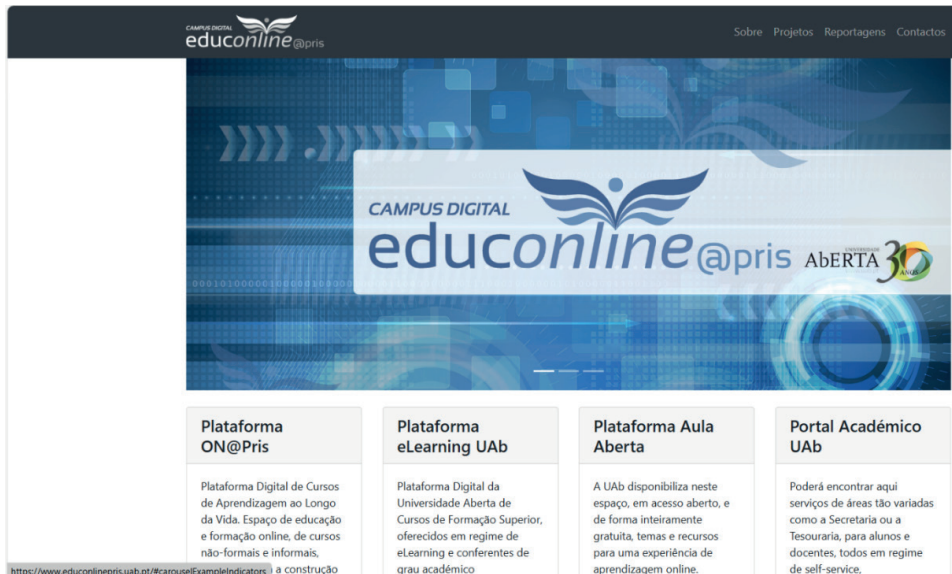 CAMPUS DIGITAL
educonline@pris
Sobre Projetos Reportagens Contactos
CAMPUS DIGITAL
educonline@pris
UNIVERSIDADE
AbERTA 30
ANOS
Plataforma
ON@Pris
Plataforma Digital de Cursos
de Aprendizagem ao Longo
da Vida. Espaço de educação
e formação online, de cursos
não-formais e informais,
a construção
Plataforma
eLearning UAb
Plataforma Digital da
Universidade Aberta de
Cursos de Formação Superior,
oferecidos em regime de
eLearning e conferentes de
grau académico
Plataforma Aula
Aberta
A UAb disponibiliza neste
espaço, em acesso aberto, e
de forma inteiramente
gratuita, temas e recursos
para uma experiência de
aprendizagem online.
Portal Académico
UAb
Poderá encontrar aqui
serviços de áreas tão variadas
como a Secretaria ou a
Tesouraria, para alunos e
docentes, todos em regime
de self-service,
https://www.educonlinepris.uab.pt/#carouselExampleIndicators